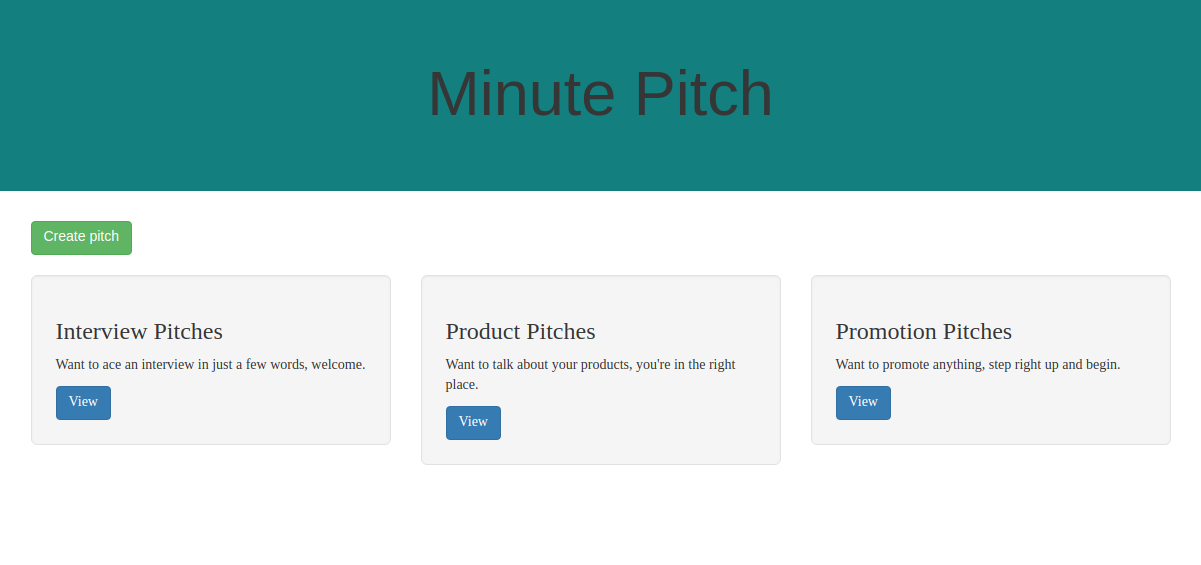 Minute Pitch
Create pitch
Interview Pitches
Want to ace an interview in just a few words, welcome.
View
Product Pitches
Want to talk about your products, you're in the right
place.
View
Promotion Pitches
Want to promote anything, step right up and begin.
View